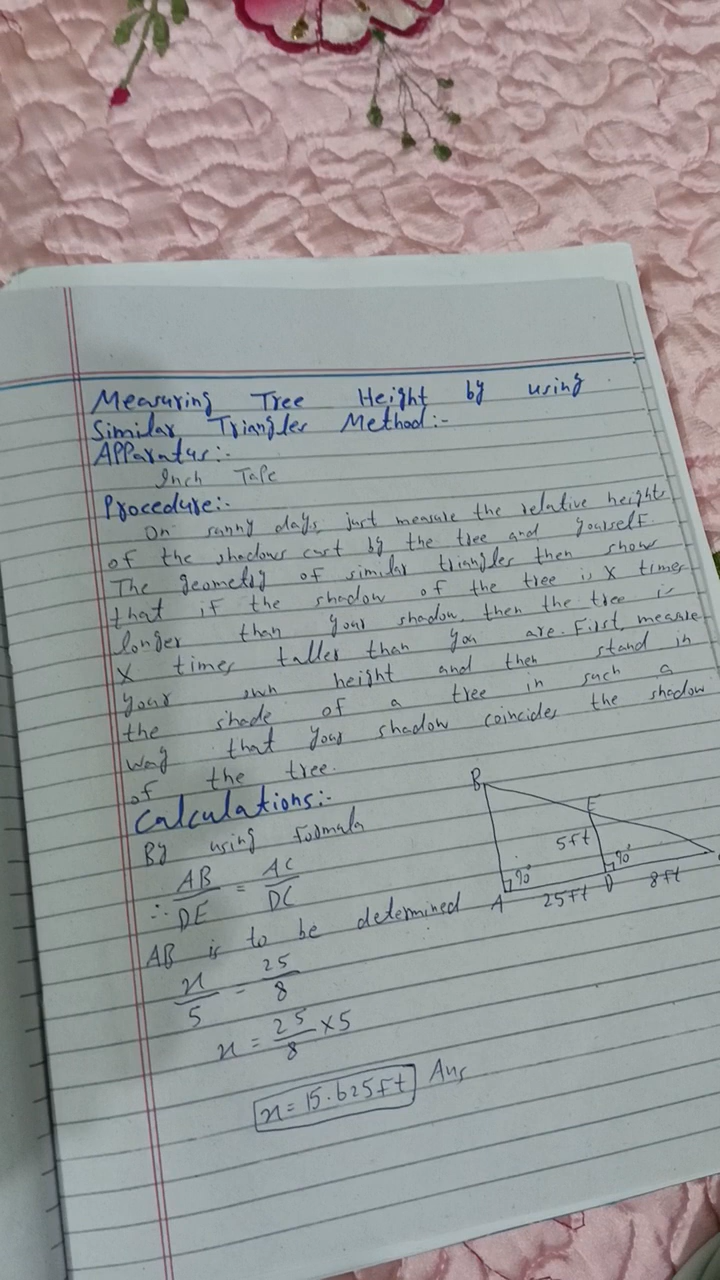 Measuring Tree Height by using
Similar Triangles Method:-
Apparatus:-
Inch Tape
Procedure:-
On sunny days, just measure the relative height
of the shadows cast by the tree and yourself.
The geometry of similar triangles then shows
that if the shadow of the tree is X times
longer than your shadow, then the tree is
X times taller than you are. First, measure
your own height and then stand in
the shade of a tree in such a
way that your shadow coincides the shadow
of the tree.
Calculations:-
By using formula
∴ AB/DE = AC/DC
AB is to be determined
x/5 = 25/8
x = 25/8 × 5
x = 15.625ft Ans
B
E
5ft
90°
90°
A
25ft
D
8ft